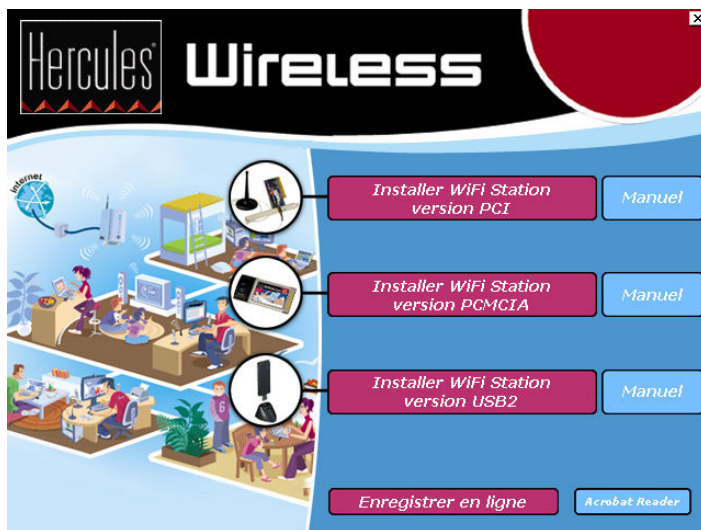 Hercules®
Wireless
internet
Installer WiFi Station
version PCI
Manuel
Installer WiFi Station
version PCMCIA
Manuel
Installer WiFi Station
version USB2
Manuel
6
Enregistrer en ligne
Acrobat Reader